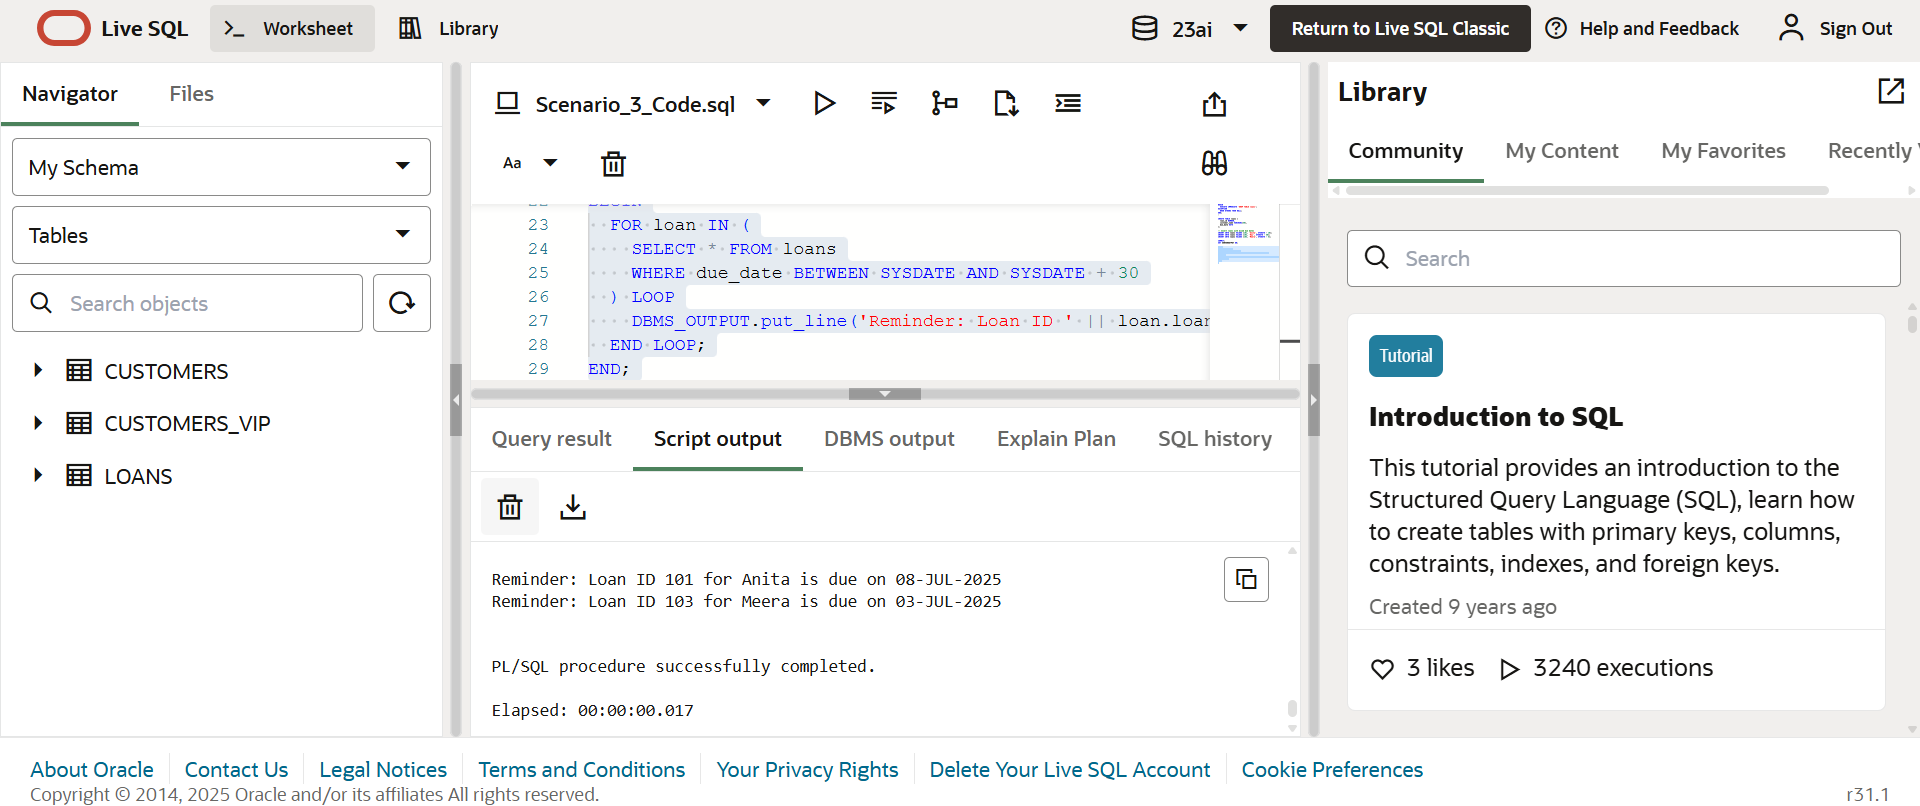 Live SQL
Worksheet
Library
23ai
Return to Live SQL Classic
Help and Feedback
Sign Out
Navigator
Files
My Schema
Tables
Search objects
CUSTOMERS
CUSTOMERS_VIP
LOANS
Scenario_3_Code.sql
Aa
22 BEGIN
23 FOR loan IN (
24 SELECT * FROM loans
25 WHERE due_date BETWEEN SYSDATE AND SYSDATE + 30
26 ) LOOP
27 DBMS_OUTPUT.put_line('Reminder: Loan ID ' || loan.loan
28 END LOOP;
29 END;
Query result
Script output
DBMS output
Explain Plan
SQL history
Reminder: Loan ID 101 for Anita is due on 08-JUL-2025
Reminder: Loan ID 103 for Meera is due on 03-JUL-2025
PL/SQL procedure successfully completed.
Elapsed: 00:00:00.017
Library
Community
My Content
My Favorites
Recently
Search
Tutorial
Introduction to SQL
This tutorial provides an introduction to the
Structured Query Language (SQL), learn how
to create tables with primary keys, columns,
constraints, indexes, and foreign keys.
Created 9 years ago
3 likes
3240 executions
About Oracle
Contact Us
Legal Notices
Terms and Conditions
Your Privacy Rights
Delete Your Live SQL Account
Cookie Preferences
Copyright © 2014, 2025 Oracle and/or its affiliates All rights reserved.
r31.1